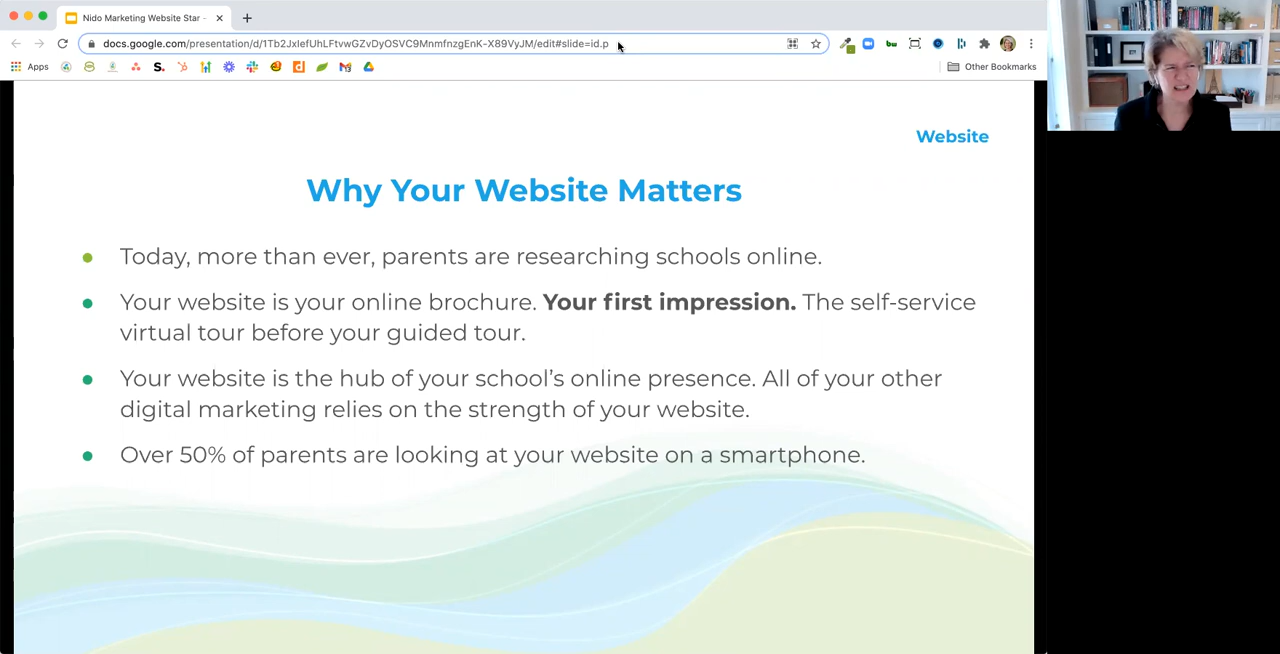 Nido Marketing Website Star -
docs.google.com/presentation/d/1Tb2JxIefUhLFtvwGZvDyOSVC9MnmfnzgEnK-X89VyJM/edit#slide=id.p
Apps
S.
Other Bookmarks
Website
Why Your Website Matters
Today, more than ever, parents are researching schools online.
Your website is your online brochure. Your first impression. The self-service
virtual tour before your guided tour.
Your website is the hub of your school's online presence. All of your other
digital marketing relies on the strength of your website.
Over 50% of parents are looking at your website on a smartphone.